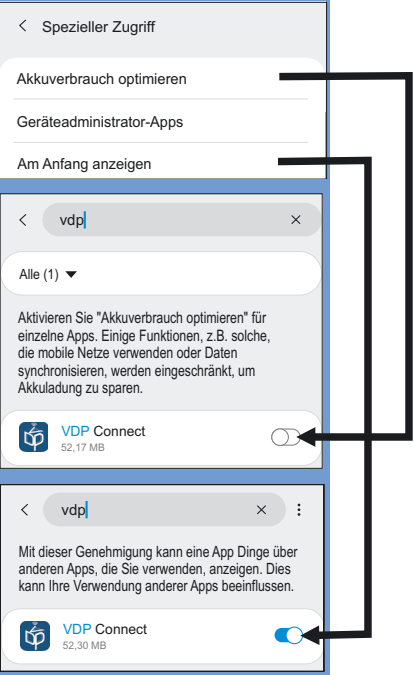 Spezieller Zugriff
Akkuverbrauch optimieren
Geräteadministrator-Apps
Am Anfang anzeigen
vdp
Alle (1)
Aktivieren Sie "Akkuverbrauch optimieren" für
einzelne Apps. Einige Funktionen, z.B. solche,
die mobile Netze verwenden oder Daten
synchronisieren, werden eingeschränkt, um
Akkuladung zu sparen.
VDP Connect
52,17 MB
vdp
Mit dieser Genehmigung kann eine App Dinge über
anderen Apps, die Sie verwenden, anzeigen. Dies
kann Ihre Verwendung anderer Apps beeinflussen.
VDP Connect
52,30 MB